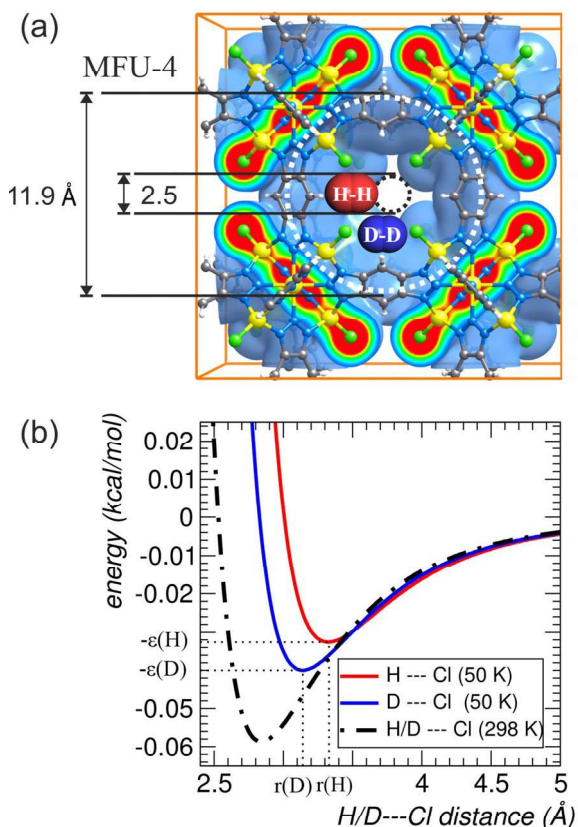 (a)
MFU-4
11.9 Å
2.5
H-H
D-D
(b)
energy (kcal/mol)
0.02
0.01
0
-0.01
-0.02
-ε(H)
-ε(D)
-0.05
-0.06
H --- Cl (50 K)
D --- Cl (50 K)
H/D --- Cl (298 K)
2.5
r(D)
r(H)
4
4.5
5
H/D---Cl distance (Å)